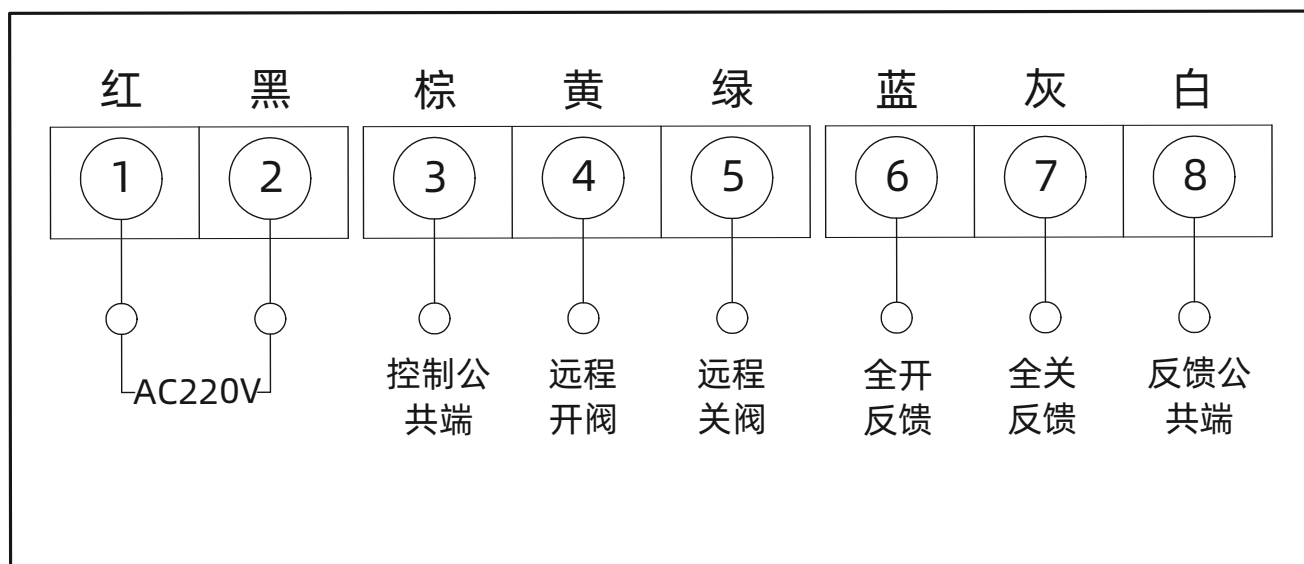 红 黑 棕 黄 绿 蓝 灰 白
1 2 3 4 5 6 7 8
AC220V
控制公 远程 远程 全开 全关 反馈公
共端 开阀 关阀 反馈 反馈 共端